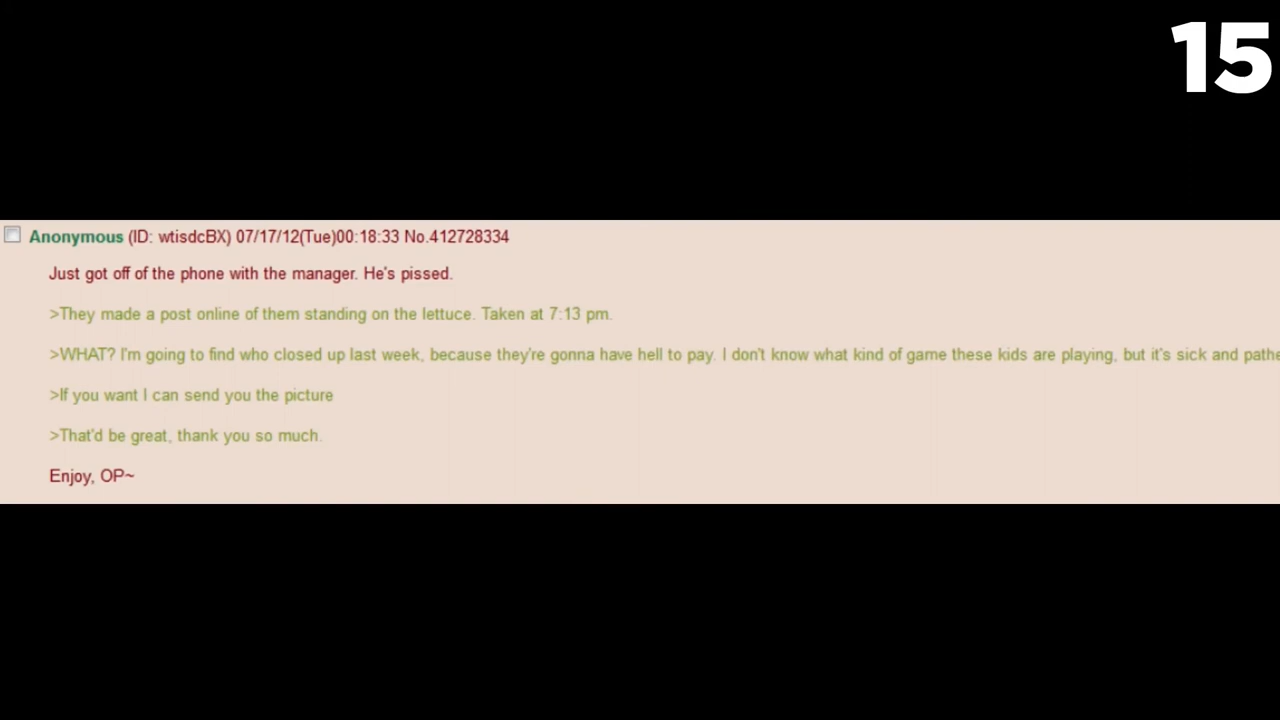 15
Anonymous (ID: wtisdcBX) 07/17/12(Tue)00:18:33 No.412728334
Just got off of the phone with the manager. He's pissed.
>They made a post online of them standing on the lettuce. Taken at 7:13 pm.
>WHAT? I'm going to find who closed up last week, because they're gonna have hell to pay. I don't know what kind of game these kids are playing, but it's sick and pathe
>If you want I can send you the picture
>That'd be great, thank you so much.
Enjoy, OP~